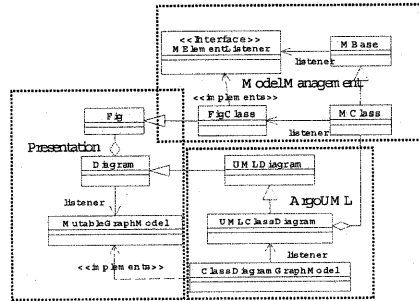 <<Interface>>
MElementListener
MBase
listener
ModelManagement
<<implements>>
Fig
FigClass
MClass
listener
Presentation
Diagram
UMLDiagram
listener
ArgoUML
MutableGraphModel
UMLClassDiagram
listener
<<implements>>
ClassDiagramGraphModel